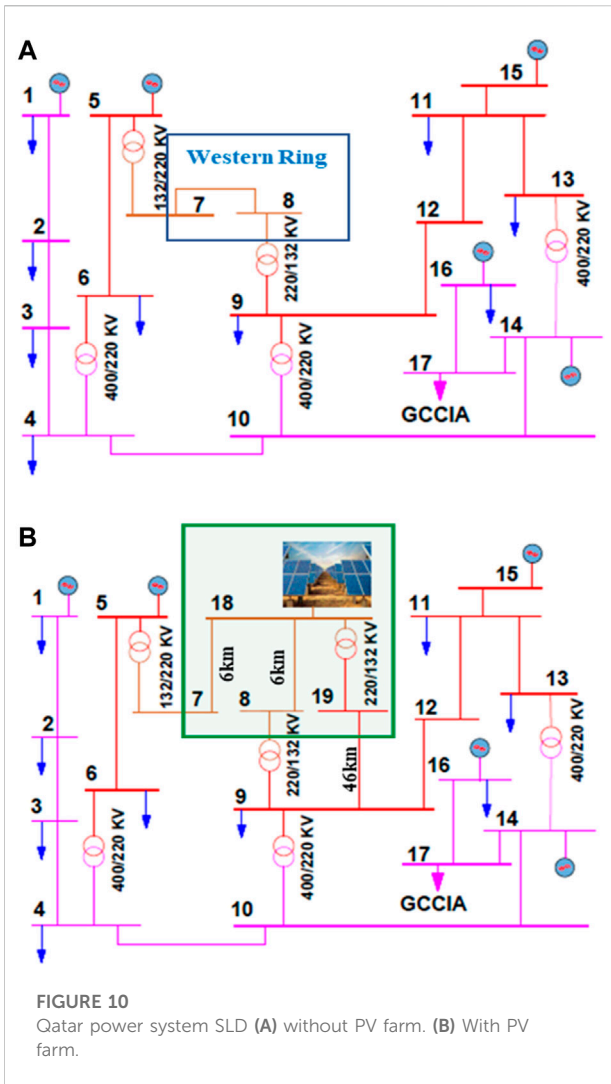 A
1
5
15
11
132/220 KV
Western Ring
7
8
13
2
12
220/132 KV
400/220 KV
16
6
3
9
14
400/220 KV
400/220 KV
17
GCCIA
4
10
B
15
1
5
18
11
132/220 KV
6km
6km
220/132 KV
13
7
8
19
12
2
220/132 KV
46km
400/220 KV
16
6
3
9
14
400/220 KV
400/220 KV
17
GCCIA
4
10
FIGURE 10
Qatar power system SLD (A) without PV farm. (B) With PV
farm.